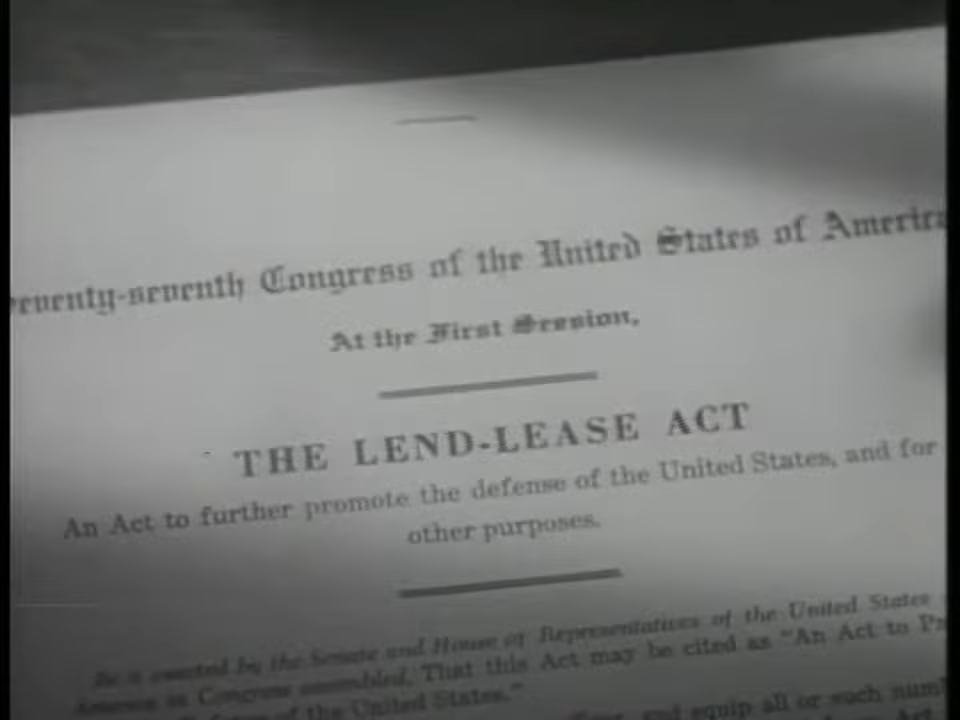 eventy-seventh Congress of the United States of America
At the First Session,
THE LEND-LEASE ACT
An Act to further promote the defense of the United States, and for
other purposes.
Be it enacted by the Senate and House of Representatives of the United States
America in Congress assembled, That this Act may be cited as "An Act to Pr
of the United States."
and equip all or such numb
Act